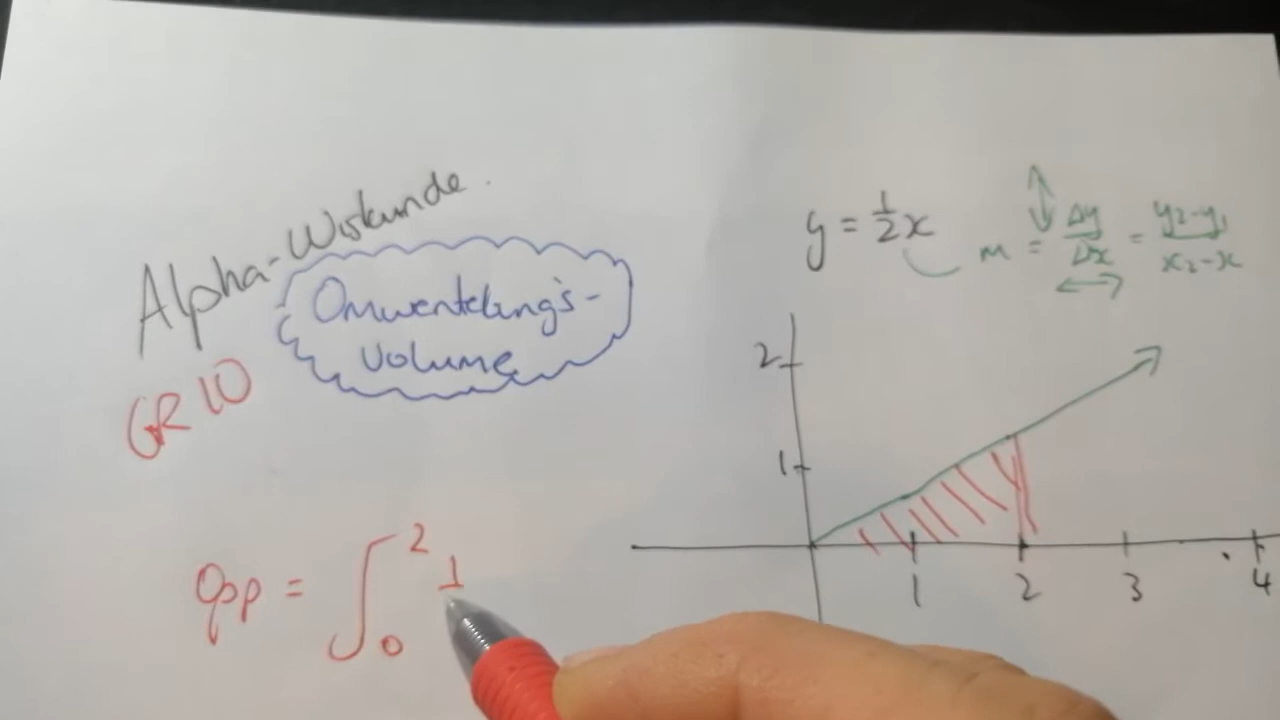 Alpha-Wiskunde.
Omwentelings-
volume
GR 10
y = 1/2 x
m = Δy/Δx = (y₂-y₁)/(x₂-x
2
1
1 2 3 4
Opp = ∫₀² 1